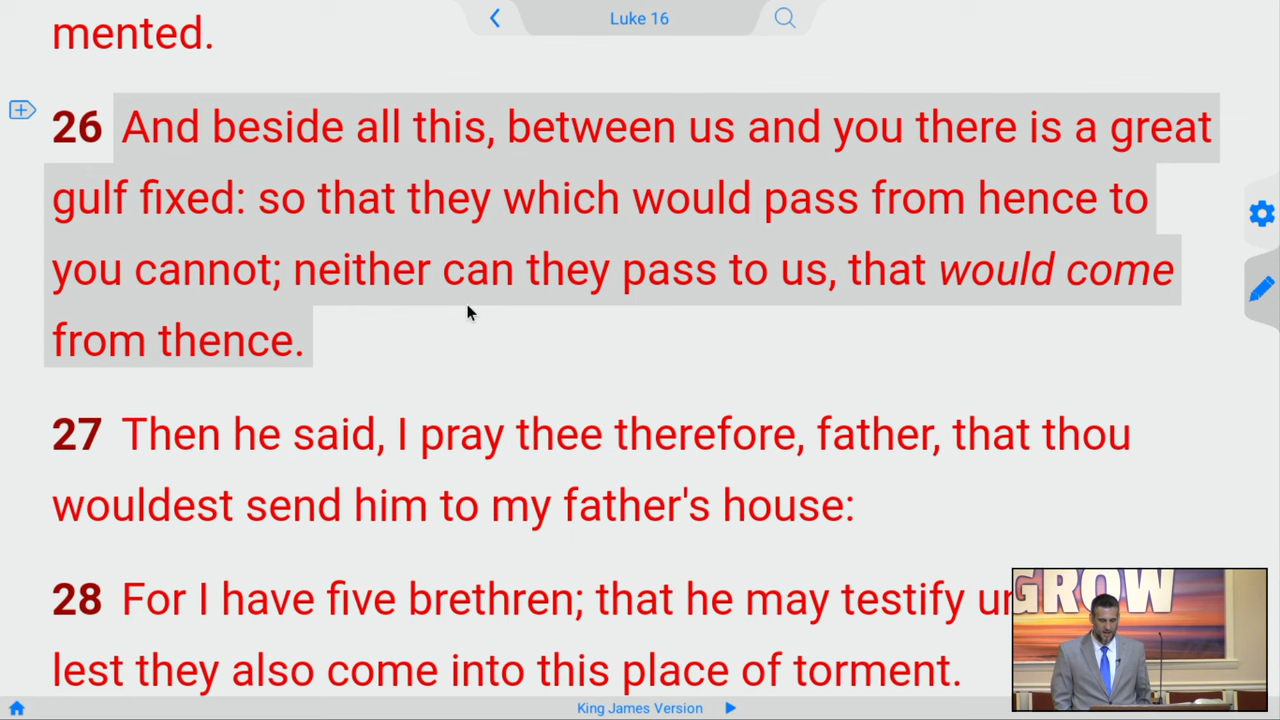 Luke 16
mented.
26 And beside all this, between us and you there is a great
gulf fixed: so that they which would pass from hence to
you cannot; neither can they pass to us, that would come
from thence.
27 Then he said, I pray thee therefore, father, that thou
wouldest send him to my father's house:
28 For I have five brethren; that he may testify
lest they also come into this place of torment.
GROW
King James Version